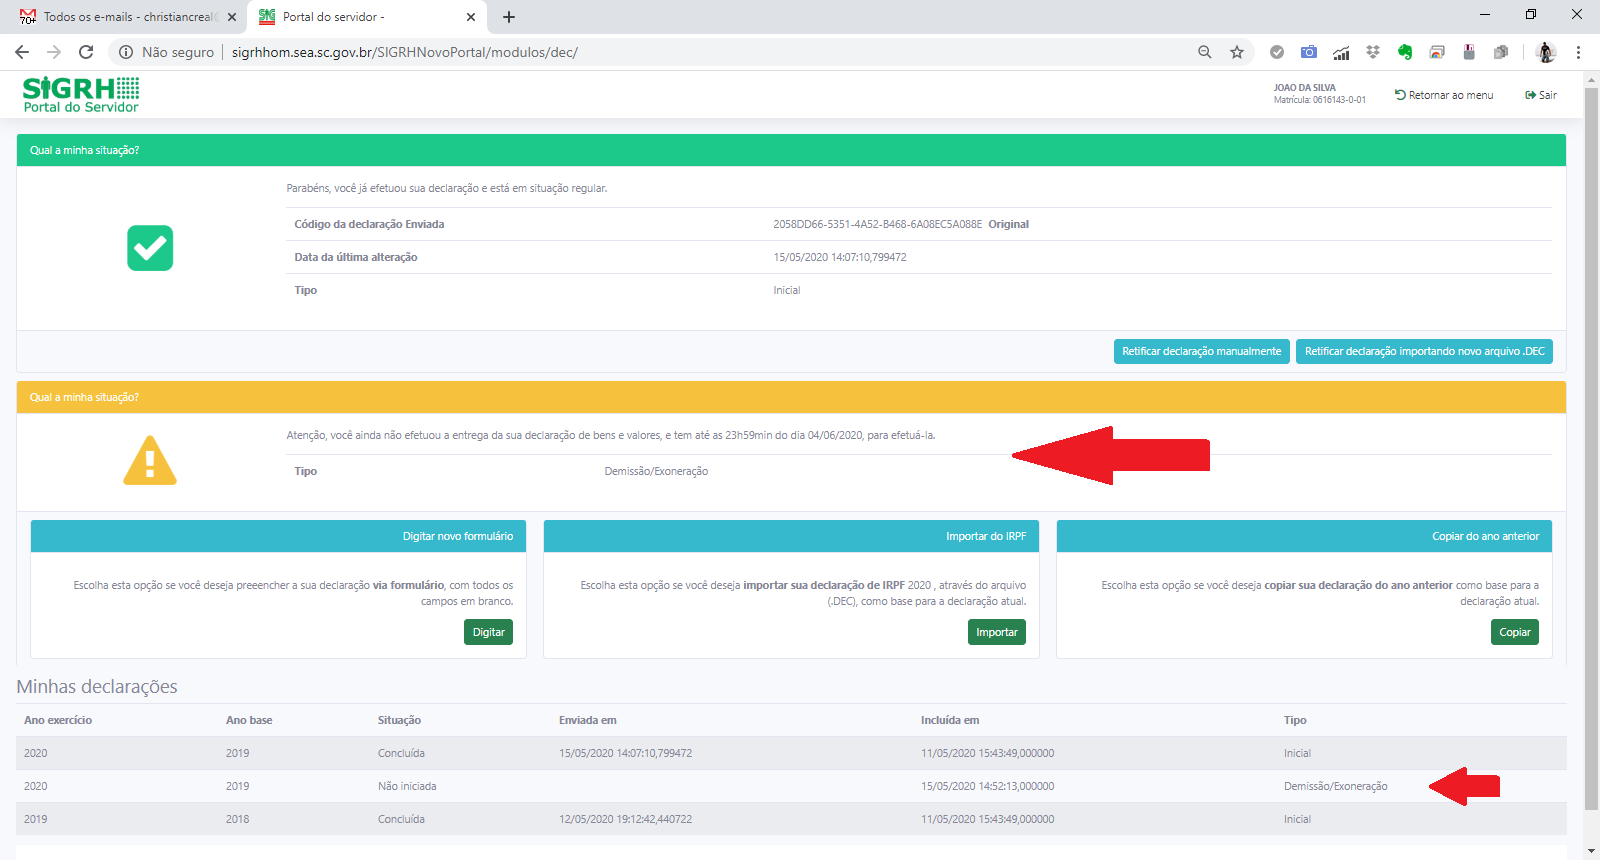 70+ Todos os e-mails - christiancreal
Portal do servidor -
Não seguro sigrhhom.sea.sc.gov.br/SIGRHNovoPortal/modulos/dec/
SIGRH
Portal do Servidor
JOAO DA SILVA
Matrícula: 0616143-0-01
Retornar ao menu
Sair
Qual a minha situação?
Parabéns, você já efetuou sua declaração e está em situação regular.
Código da declaração Enviada 2058DD66-5351-4A52-B468-6A08EC5A088E Original
Data da última alteração 15/05/2020 14:07:10,799472
Tipo Inicial
Retificar declaração manualmente
Retificar declaração importando novo arquivo .DEC
Qual a minha situação?
Atenção, você ainda não efetuou a entrega da sua declaração de bens e valores, e tem até as 23h59min do dia 04/06/2020, para efetuá-la.
Tipo Demissão/Exoneração
Digitar novo formulário
Escolha esta opção se você deseja preeencher a sua declaração via formulário, com todos os
campos em branco.
Digitar
Importar do IRPF
Escolha esta opção se você deseja importar sua declaração de IRPF 2020 , através do arquivo
(.DEC), como base para a declaração atual.
Importar
Copiar do ano anterior
Escolha esta opção se você deseja copiar sua declaração do ano anterior como base para a
declaração atual.
Copiar
Minhas declarações
Ano exercício Ano base Situação Enviada em Incluída em Tipo
2020 2019 Concluída 15/05/2020 14:07:10,799472 11/05/2020 15:43:49,000000 Inicial
2020 2019 Não iniciada 15/05/2020 14:52:13,000000 Demissão/Exoneração
2019 2018 Concluída 12/05/2020 19:12:42,440722 11/05/2020 15:43:49,000000 Inicial